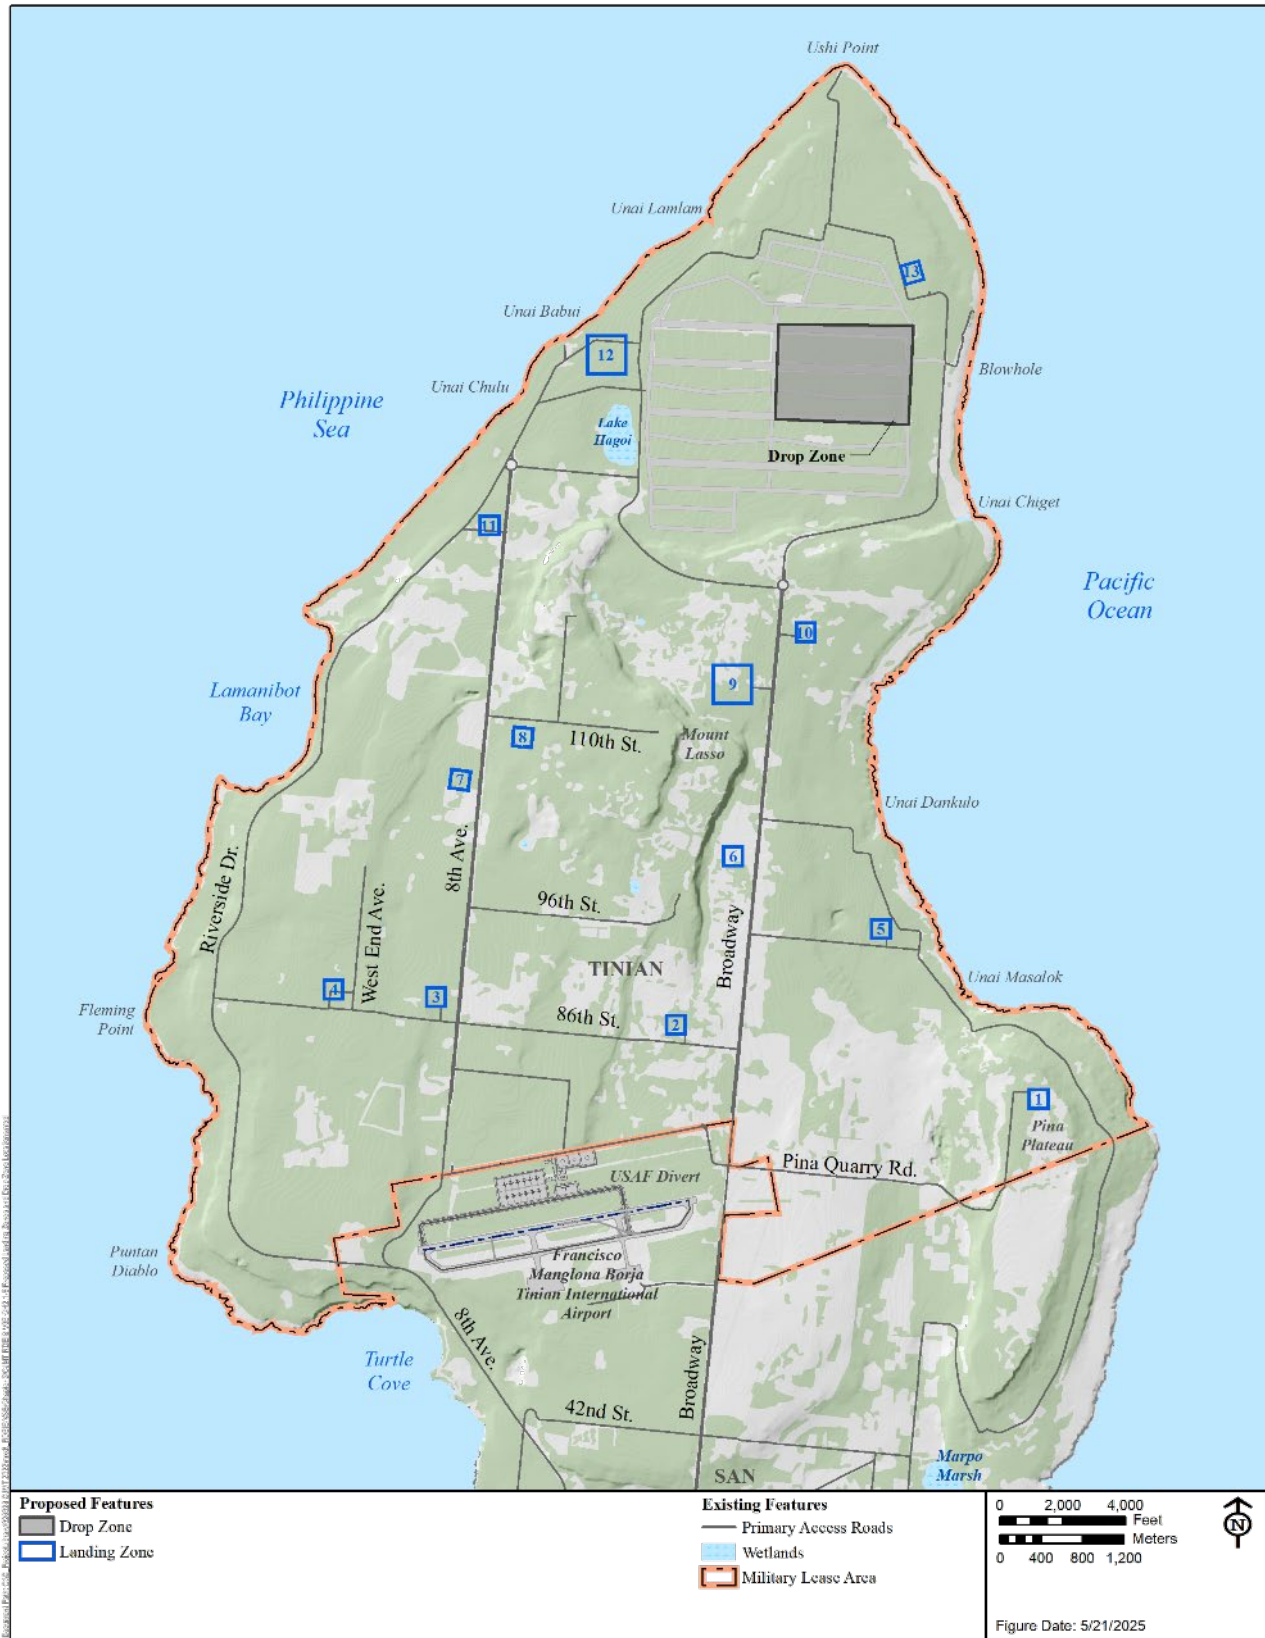 Ushi Point
Unai Lamlam
13
Unai Babui
12
Blowhole
Unai Chulu
Philippine
Sea
Lake
Hagoi
Drop Zone
Unai Chiget
11
Pacific
Ocean
10
9
Lamanibot
Bay
8
110th St.
Mount
Lasso
7
Unai Dankulo
6
8th Ave.
Riverside Dr.
West End Ave.
96th St.
Broadway
5
TINIAN
Unai Masalok
4
3
Fleming
Point
86th St.
2
1
Pina
Plateau
Pina Quarry Rd.
USAF Divert
Puntan
Diablo
Francisco
Manglona Borja
Tinian International
Airport
8th Ave.
Turtle
Cove
Broadway
42nd St.
Marpo
Marsh
SAN
Proposed Features
Drop Zone
Landing Zone
Existing Features
Primary Access Roads
Wetlands
Military Lease Area
0 2,000 4,000
Feet
Meters
0 400 800 1,200
N
Figure Date: 5/21/2025